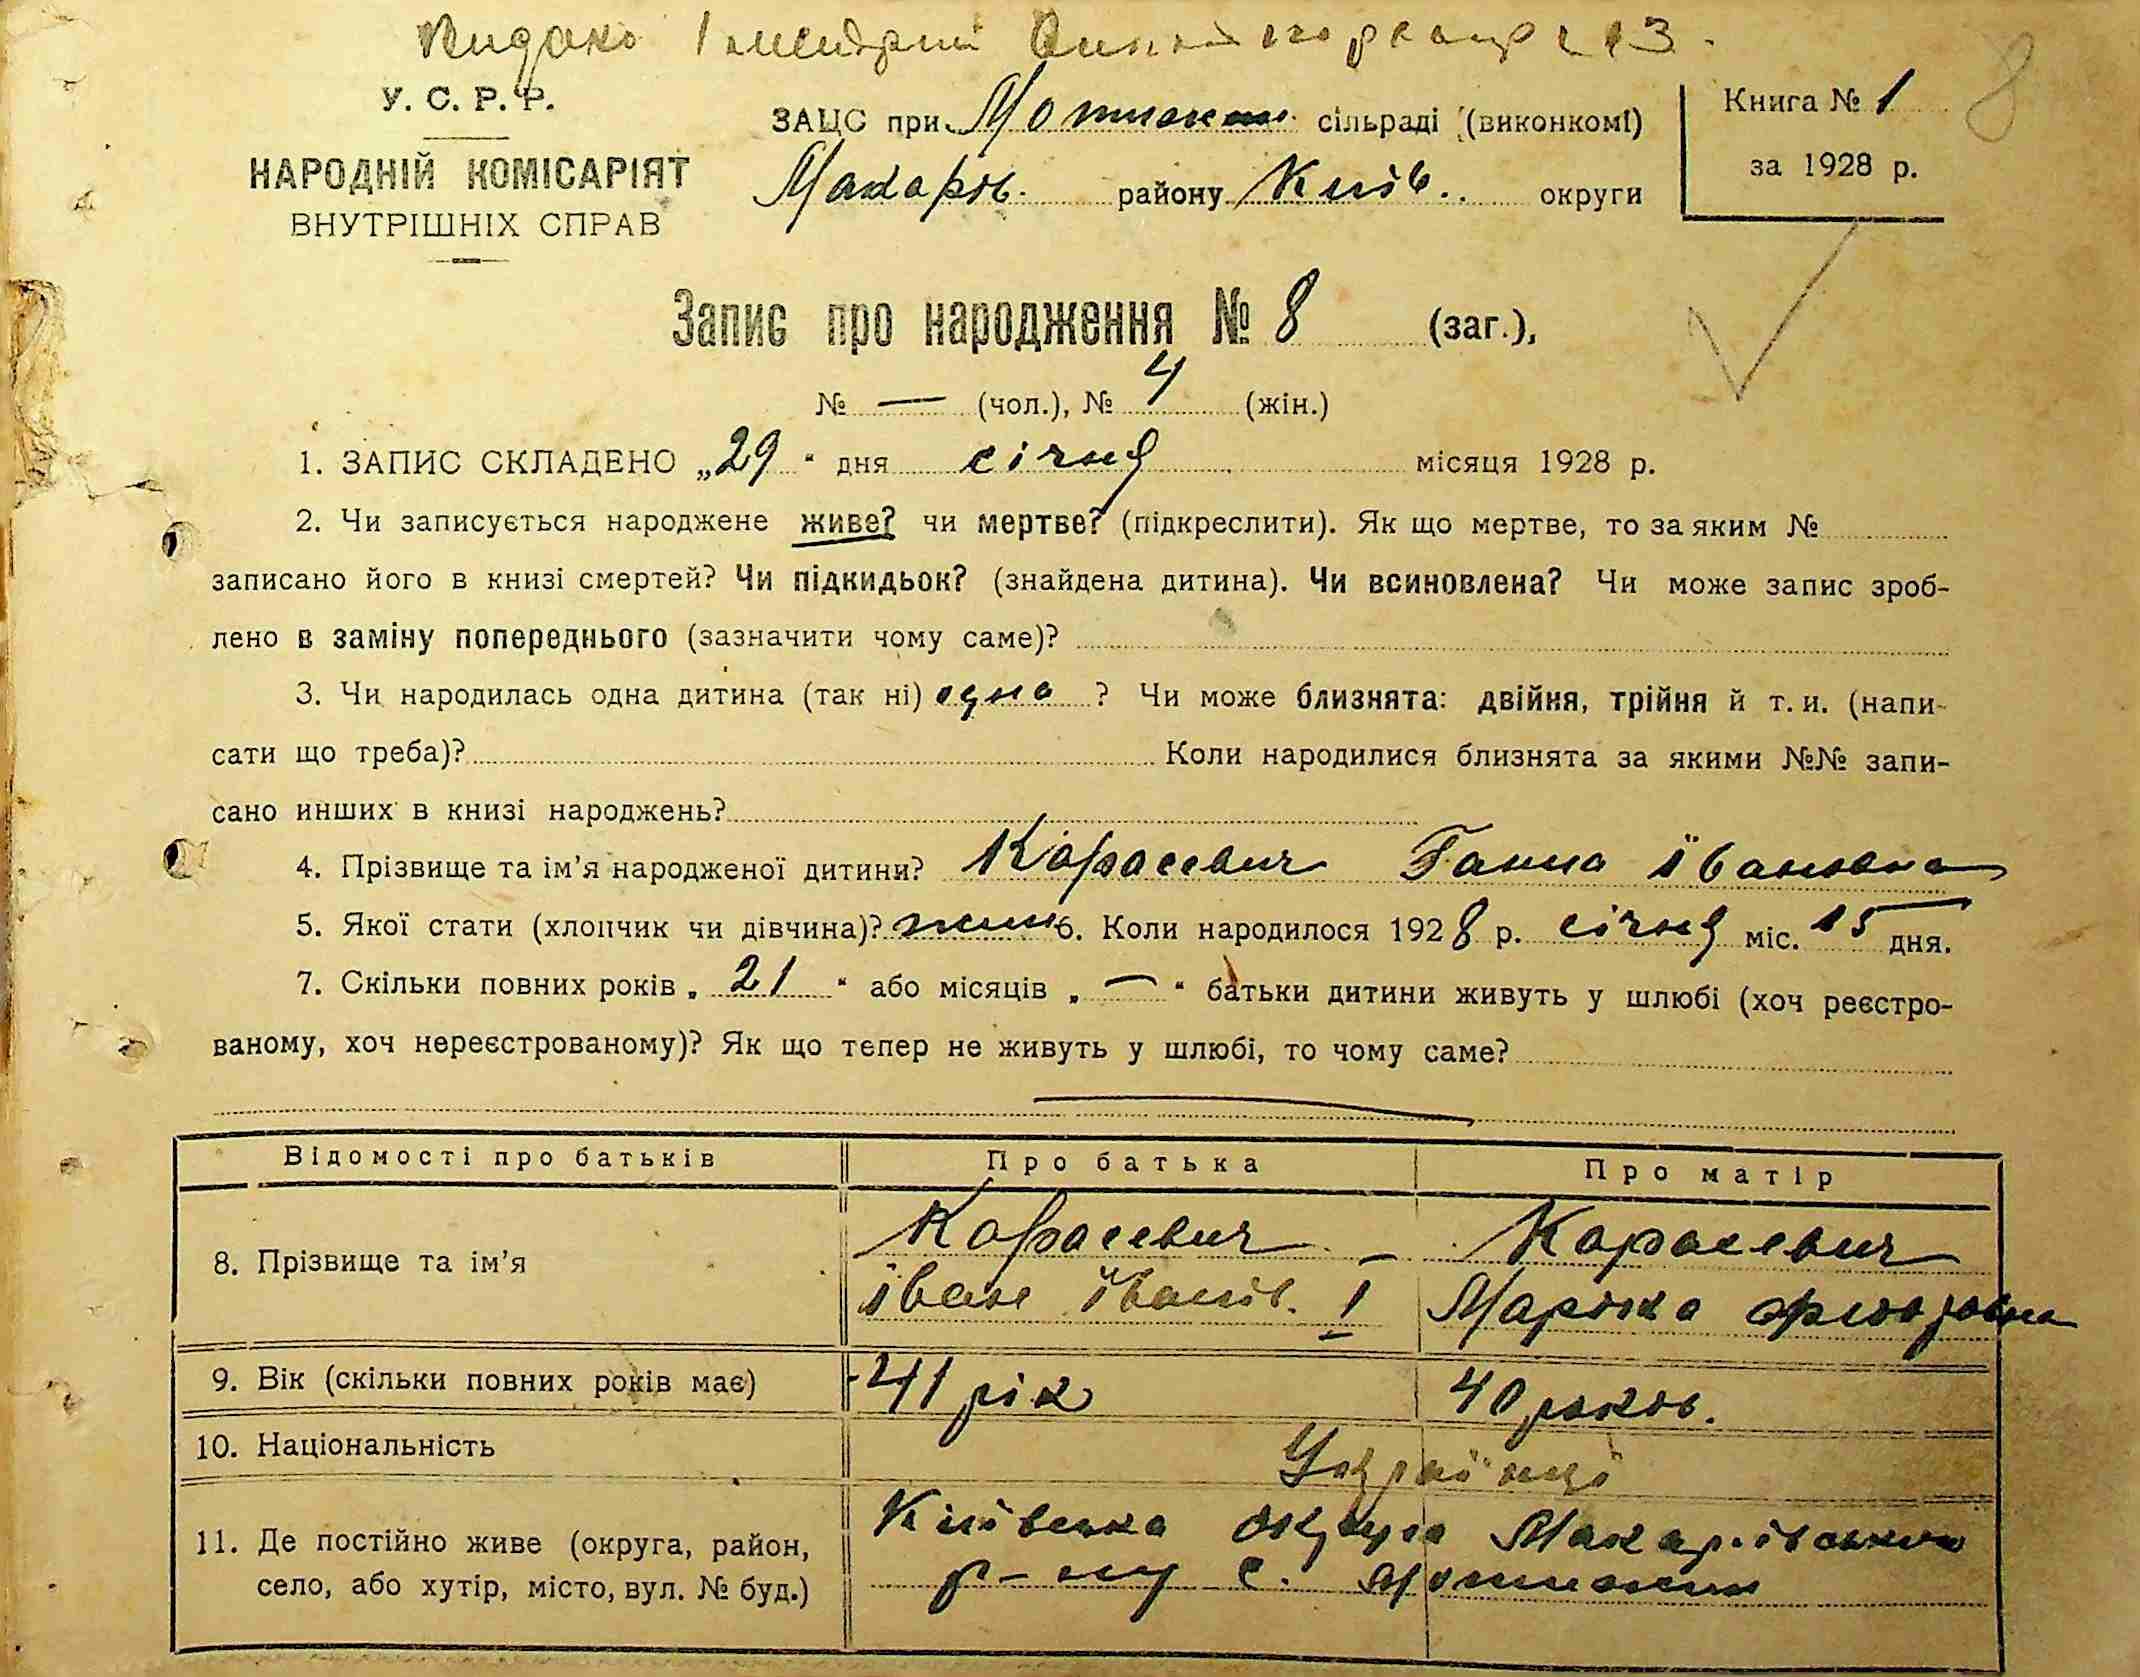 Видано
У. С. Р. Р.
НАРОДНІЙ КОМІСАРІЯТ
ВНУТРІШНІХ СПРАВ
ЗАЦС при Мотижин. сільраді (виконкомі)
Макарів. району Київ. округи
Книга № 1
за 1928 р.
8
Запис про народження № 8 (заг.),
№ — (чол.), № 4 (жін.)
1. ЗАПИС СКЛАДЕНО „29“ дня січня місяця 1928 р.
2. Чи записується народжене живе? чи мертве? (підкреслити). Як що мертве, то за яким №
записано його в книзі смертей? Чи підкидьок? (знайдена дитина). Чи всиновлена? Чи може запис зроб-
лено в заміну попереднього (зазначити чому саме)?
3. Чи народилась одна дитина (так ні) одна ? Чи може близнята: двійня, трійня й т. и. (напи-
сати що треба)? Коли народилися близнята за якими №№ запи-
сано инших в книзі народжень?
4. Прізвище та ім’я народженої дитини? Карасевич Ганна Івановна
5. Якої стати (хлопчик чи дівчина)? жін 6. Коли народилося 1928 р. січня міс. 15 дня.
7. Скільки повних років „ 21 “ або місяців „ — “ батьки дитини живуть у шлюбі (хоч реєстро-
ваному, хоч нереєстрованому)? Як що тепер не живуть у шлюбі, то чому саме?
Відомості про батьків Про батька Про матір
8. Прізвище та ім’я Карасевич Іван Іванів. І Карасевич Марїка
9. Вік (скільки повних років має) 41 рік 40 років.
10. Національність Українці
11. Де постійно живе (округа, район, Київська округа Макарівського
село, або хутір, місто, вул. № буд.) р-ну с. Мотижин